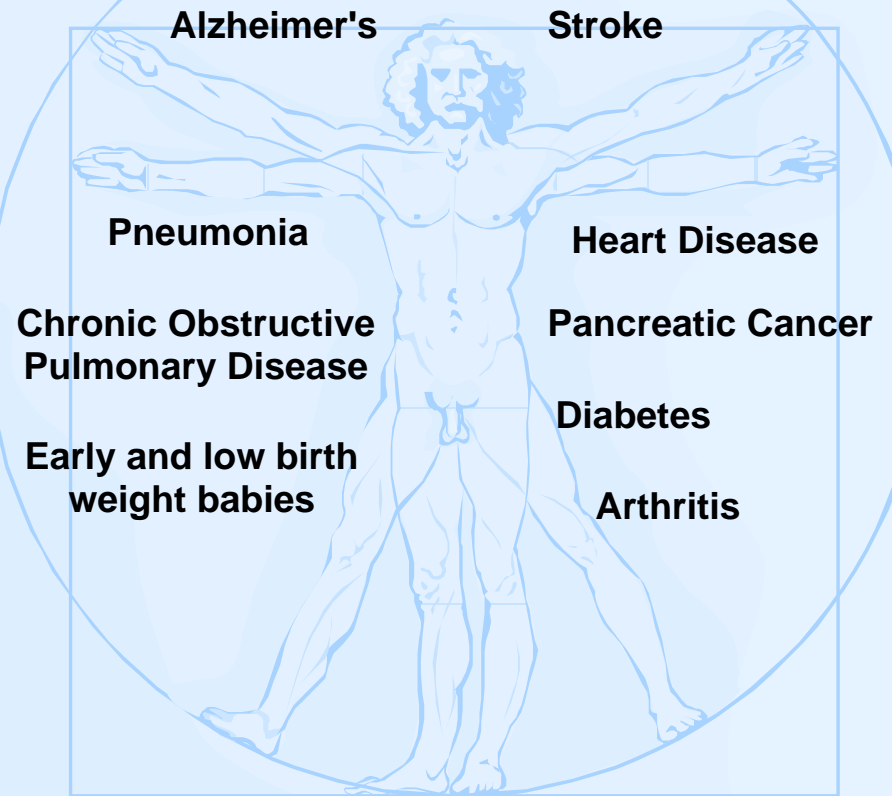 Alzheimer's
Stroke
Pneumonia
Heart Disease
Chronic Obstructive
Pulmonary Disease
Pancreatic Cancer
Diabetes
Early and low birth
weight babies
Arthritis